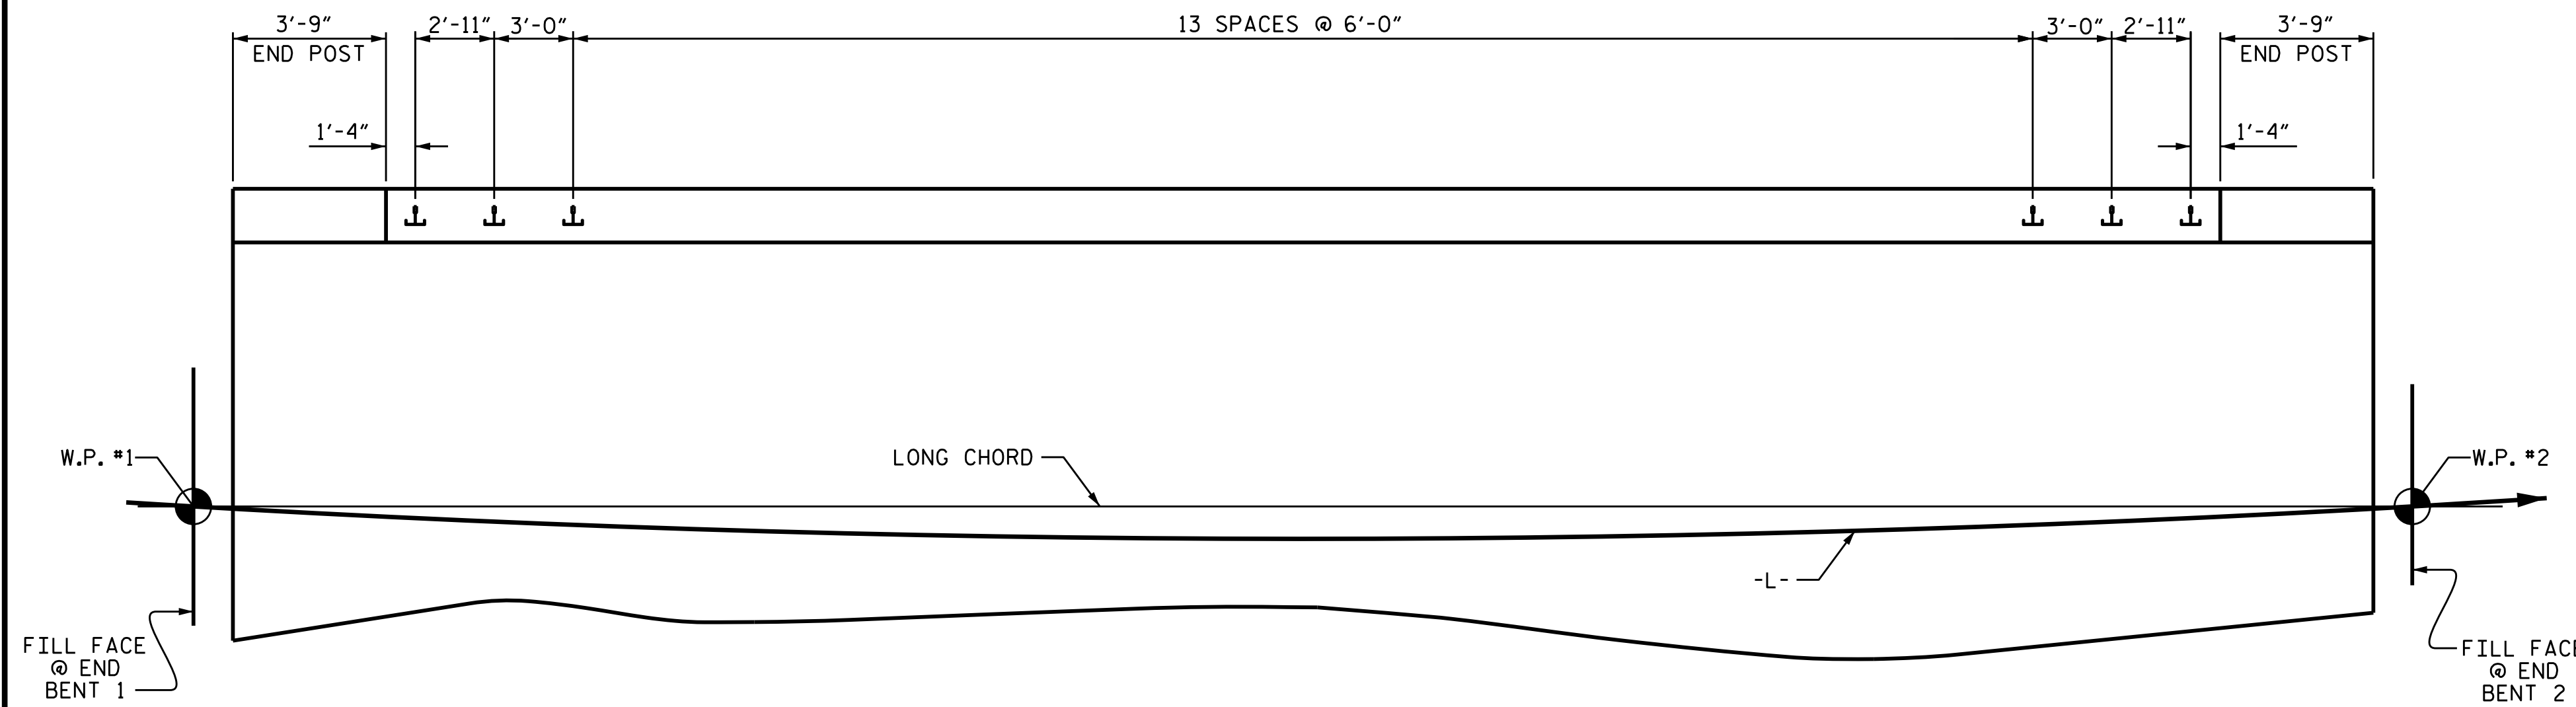 3'-9"
2'-11"
3'-0"
13 SPACES @ 6'-0"
3'-0"
2'-11"
3'-9"
END POST
END POST
1'-4"
1'-4"
W.P. #1
LONG CHORD
W.P. #2
-L-
FILL FACE
@ END
BENT 1
FILL FACE
@ END
BENT 2